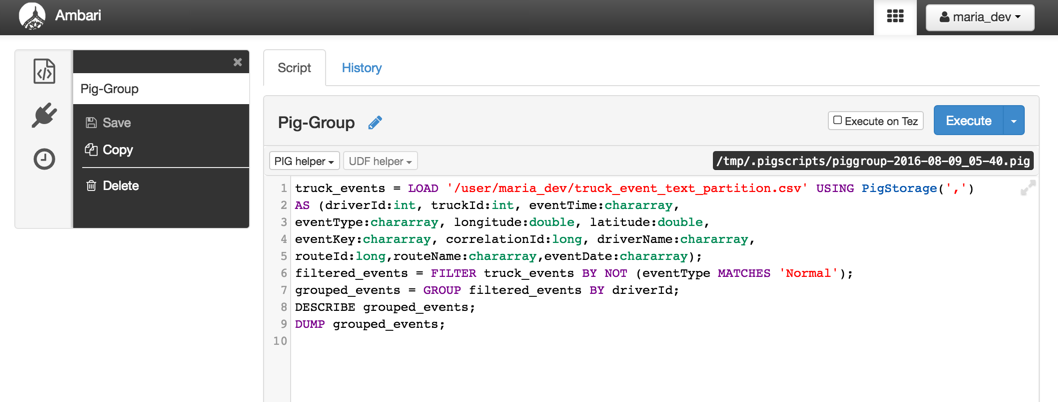 Ambari
maria_dev
Pig-Group
Save
Copy
Delete
Script History
Pig-Group
Execute on Tez
Execute
PIG helper UDF helper
/tmp/.pigscripts/piggroup-2016-08-09_05-40.pig
1 truck_events = LOAD '/user/maria_dev/truck_event_text_partition.csv' USING PigStorage(',')
2 AS (driverId:int, truckId:int, eventTime:chararray,
3 eventType:chararray, longitude:double, latitude:double,
4 eventKey:chararray, correlationId:long, driverName:chararray,
5 routeId:long,routeName:chararray,eventDate:chararray);
6 filtered_events = FILTER truck_events BY NOT (eventType MATCHES 'Normal');
7 grouped_events = GROUP filtered_events BY driverId;
8 DESCRIBE grouped_events;
9 DUMP grouped_events;
10